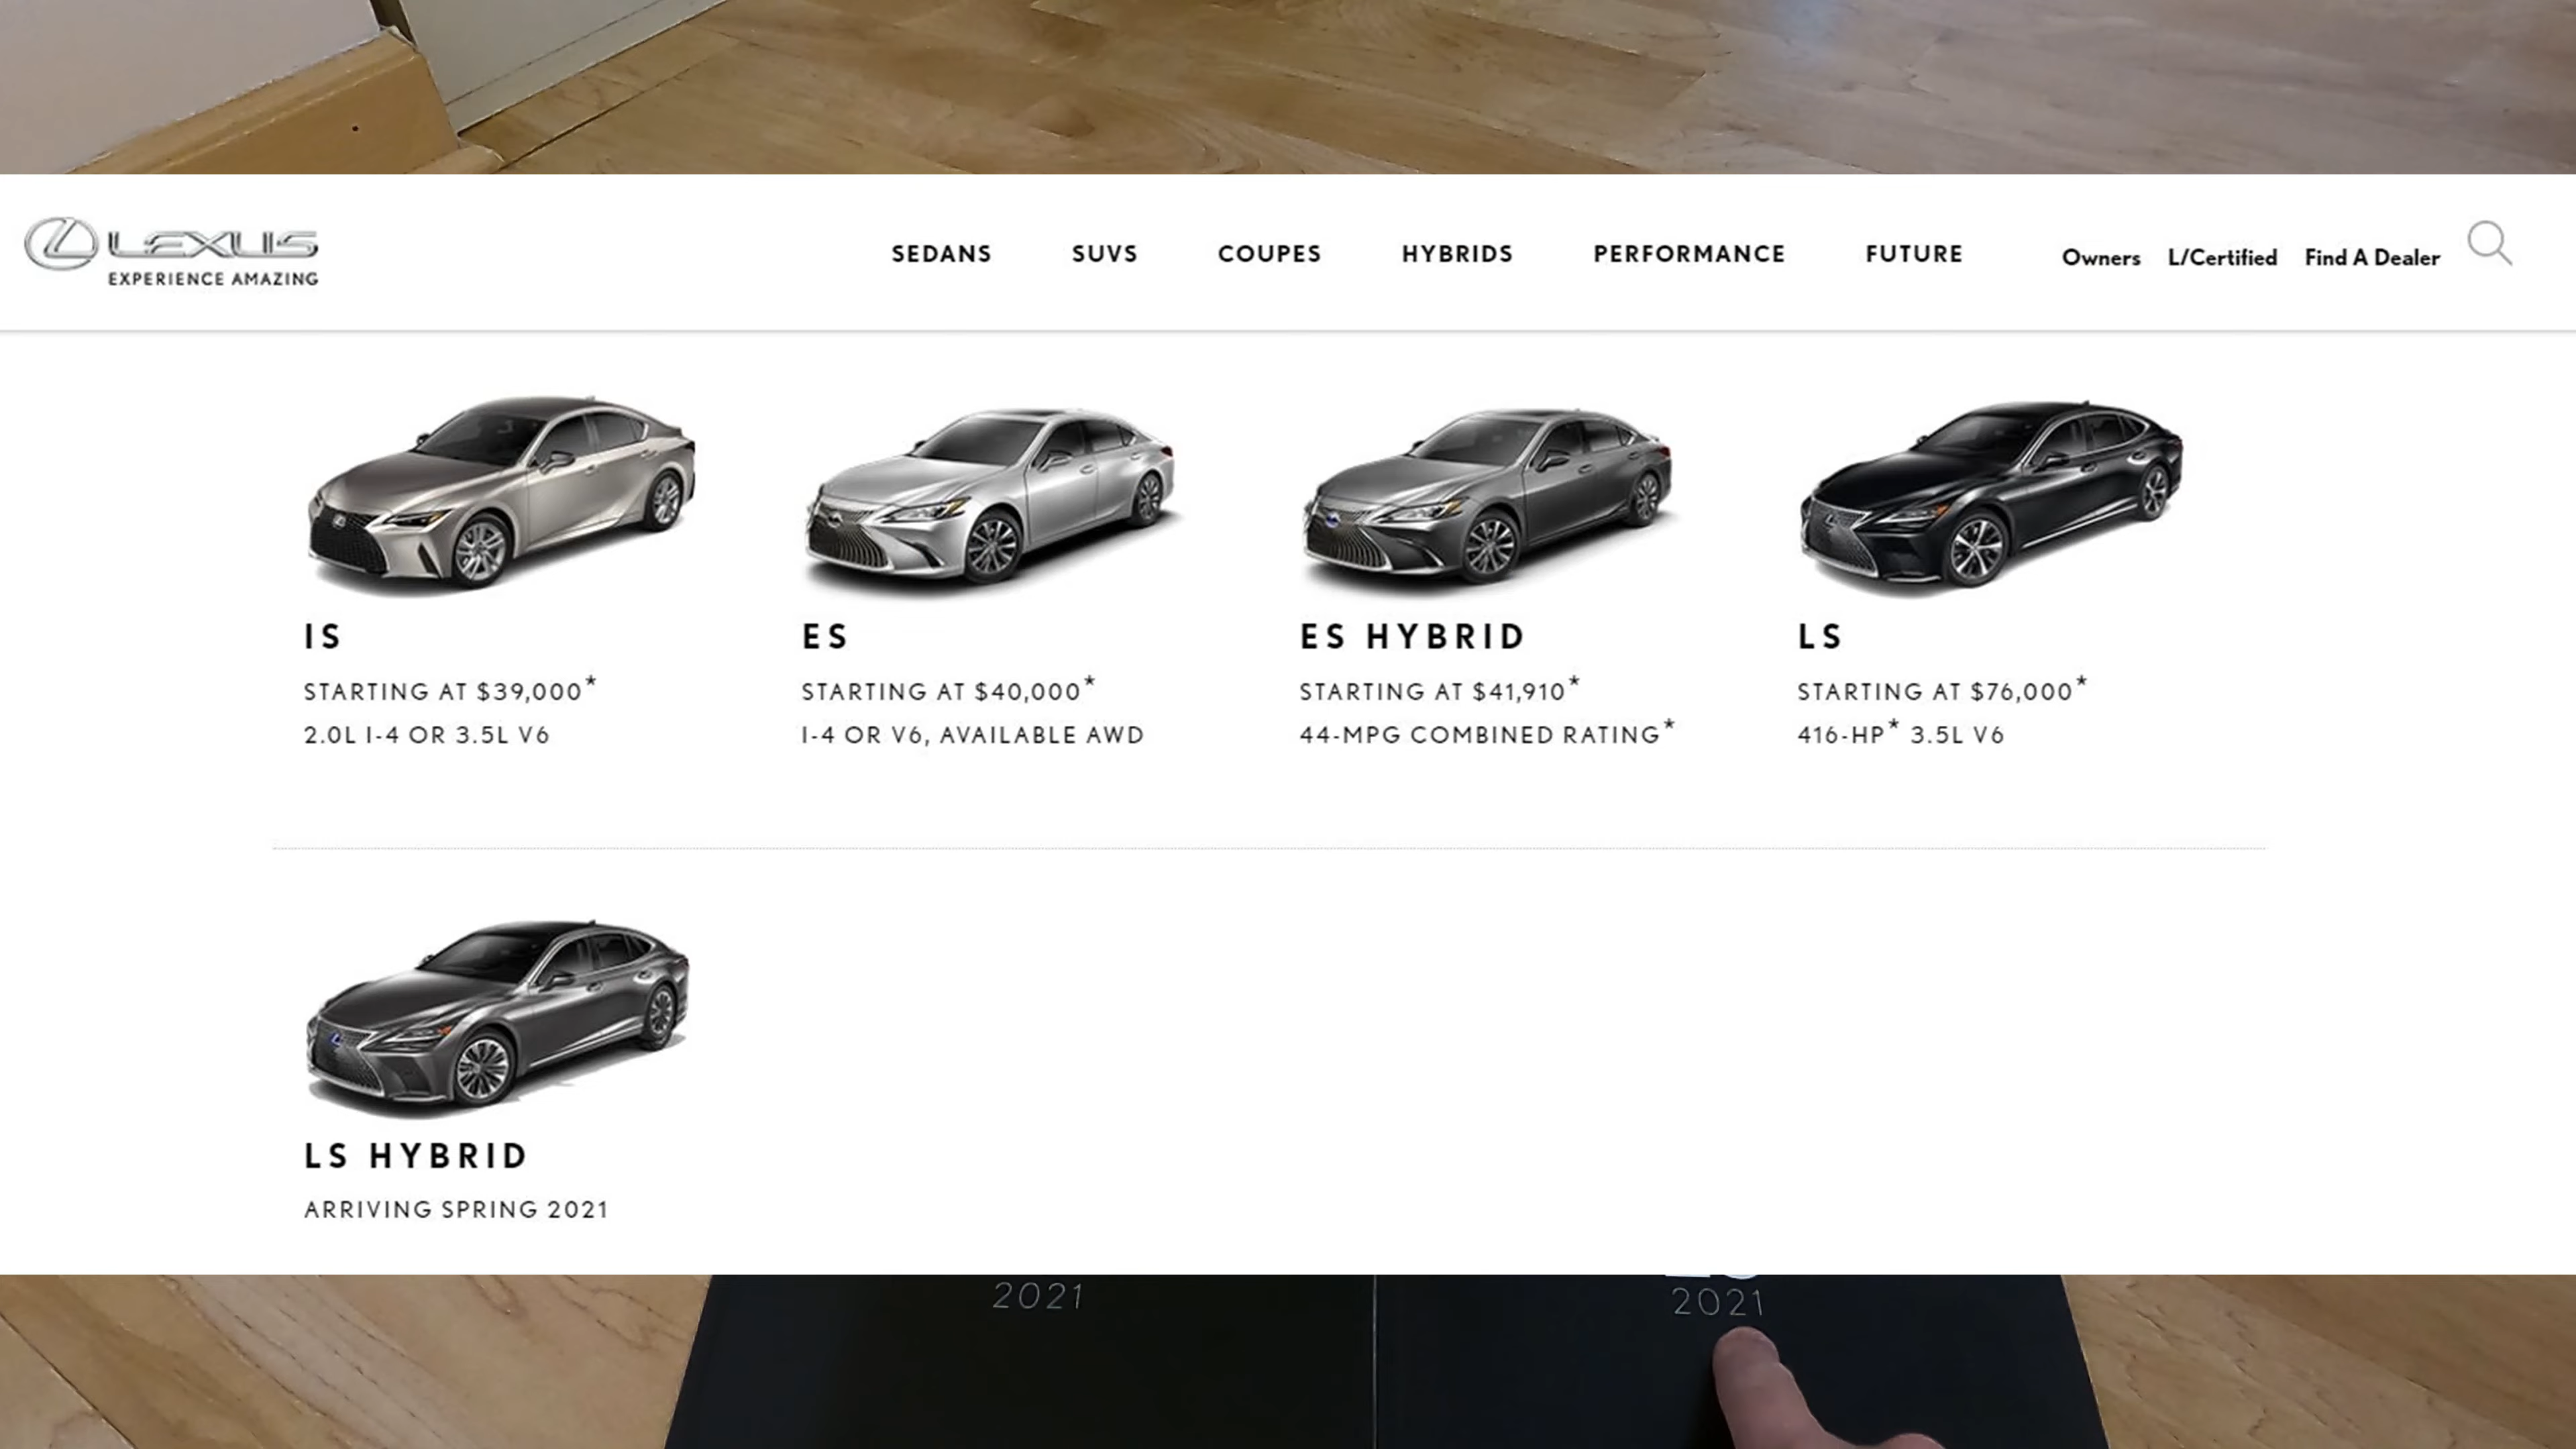 LEXUS
EXPERIENCE AMAZING
SEDANS SUVS COUPES HYBRIDS PERFORMANCE FUTURE Owners L/Certified Find A Dealer
IS
STARTING AT $39,000*
2.0L I-4 OR 3.5L V6
ES
STARTING AT $40,000*
I-4 OR V6, AVAILABLE AWD
ES HYBRID
STARTING AT $41,910*
44-MPG COMBINED RATING*
LS
STARTING AT $76,000*
416-HP* 3.5L V6
LS HYBRID
ARRIVING SPRING 2021
2021
2021